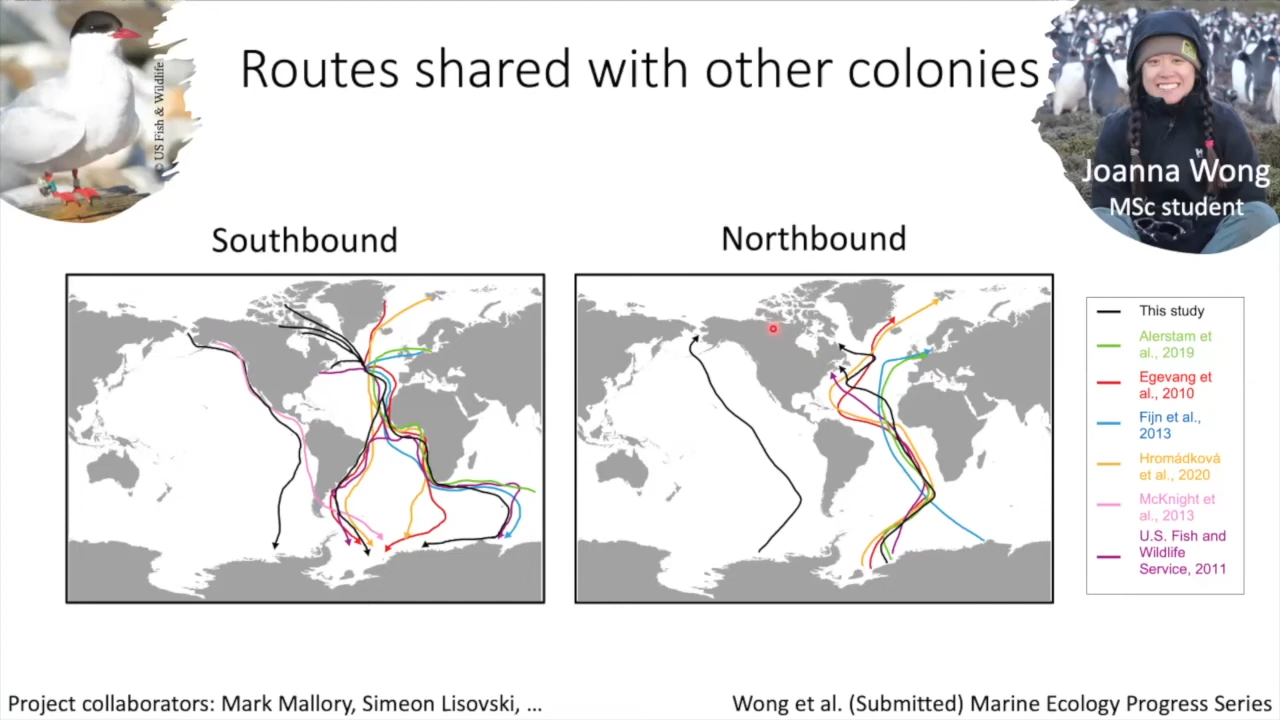 Routes shared with other colonies
© US Fish & Wildlife
Joanna Wong
MSc student
Southbound
Northbound
This study
Alerstam et
al., 2019
Egevang et
al., 2010
Fijn et al.,
2013
Hromádková
et al., 2020
McKnight et
al., 2013
U.S. Fish and
Wildlife
Service, 2011
Project collaborators: Mark Mallory, Simeon Lisovski, ...
Wong et al. (Submitted) Marine Ecology Progress Series